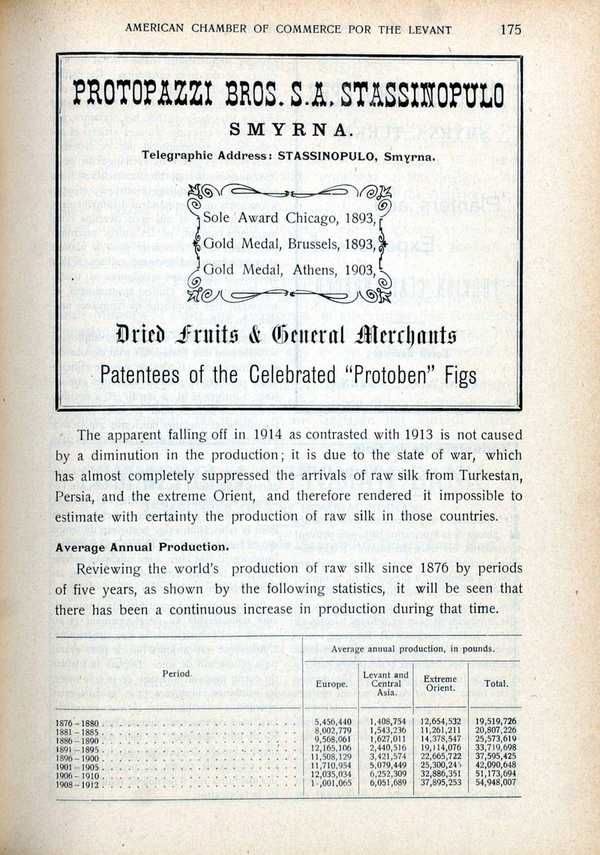 AMERICAN CHAMBER OF COMMERCE POR THE LEVANT 175
PROTOPAZZI BROS. S.A. STASSINOPULO
SMYRNA.
Telegraphic Address: STASSINOPULO, Smyrna.
Sole Award Chicago, 1893,
Gold Medal, Brussels, 1893,
Gold Medal, Athens, 1903,
Dried Fruits & General Merchants
Patentees of the Celebrated "Protoben" Figs
The apparent falling off in 1914 as contrasted with 1913 is not caused
by a diminution in the production; it is due to the state of war, which
has almost completely suppressed the arrivals of raw silk from Turkestan,
Persia, and the extreme Orient, and therefore rendered it impossible to
estimate with certainty the production of raw silk in those countries.
Average Annual Production.
Reviewing the world's production of raw silk since 1876 by periods
of five years, as shown by the following statistics, it will be seen that
there has been a continuous increase in production during that time.
Period.
Average annual production, in pounds.
Europe.
Levant and
Central
Asia.
Extreme
Orient.
Total.
1876-1880 5,456,440 1,408,754 12,654,532 19,519,726
1881-1885 8,002,779 1,543,236 11,261,211 20,807,226
1886-1890 9,568,061 1,627,011 14,378,547 25,573,619
1891-1895 12,165,106 2,440,516 19,114,076 33,719,698
1896-1900 11,508,129 3,421,574 22,665,722 37,595,425
1901-1905 11,710,954 5,079,449 42,090,648
1906-1910 12,035,034 6,252,309 32,886,351 51,173,694
1908-1912 6,051,689 37,895,253 54,948,007